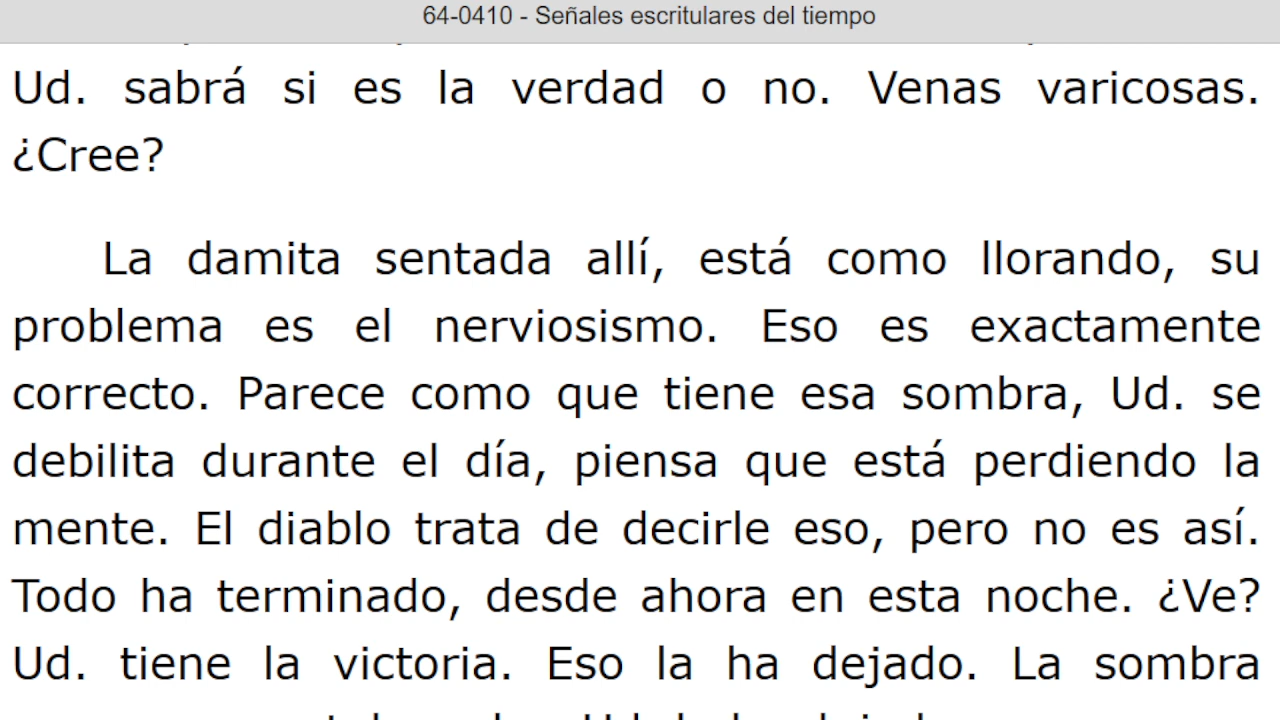 64-0410 - Señales escritulares del tiempo
Ud. sabrá si es la verdad o no. Venas varicosas.
¿Cree?
La damita sentada allí, está como llorando, su
problema es el nerviosismo. Eso es exactamente
correcto. Parece como que tiene esa sombra, Ud. se
debilita durante el día, piensa que está perdiendo la
mente. El diablo trata de decirle eso, pero no es así.
Todo ha terminado, desde ahora en esta noche. ¿Ve?
Ud. tiene la victoria. Eso la ha dejado. La sombra